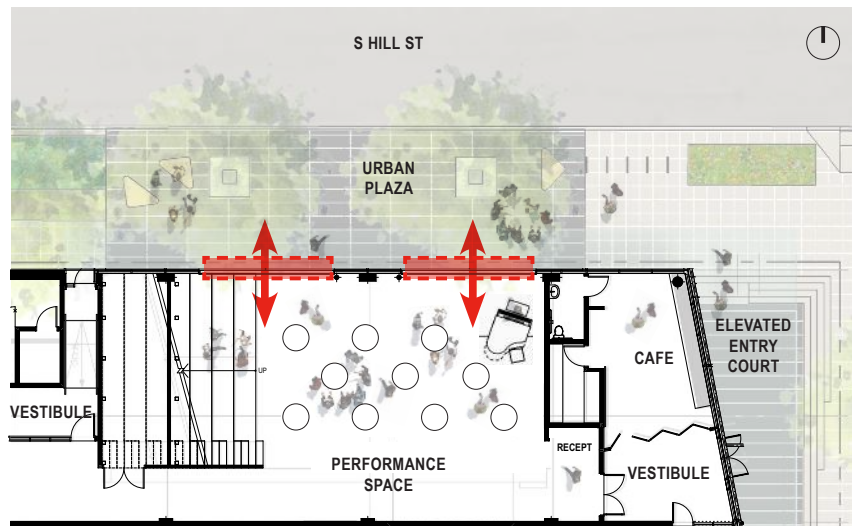 S HILL ST
URBAN
PLAZA
ELEVATED
ENTRY
COURT
CAFE
UP
VESTIBULE
RECEPT
PERFORMANCE
SPACE
VESTIBULE